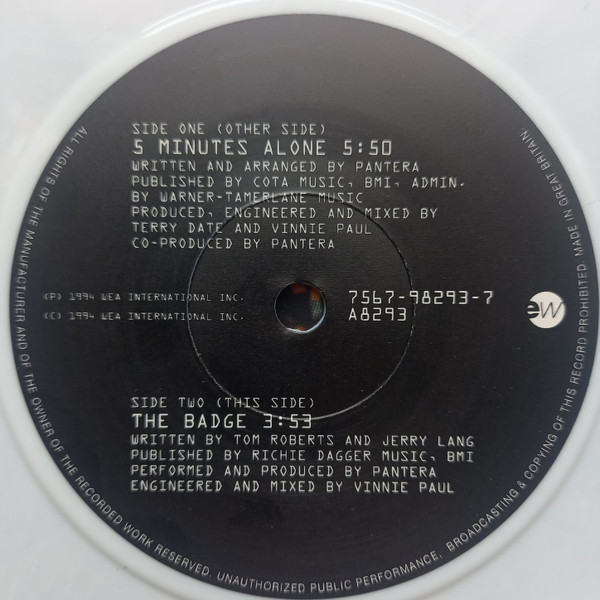 SIDE ONE (OTHER SIDE)
5 MINUTES ALONE 5:50
WRITTEN AND ARRANGED BY PANTERA
PUBLISHED BY COTA MUSIC, BMI, ADMIN.
BY WARNER-TAMERLANE MUSIC
PRODUCED, ENGINEERED AND MIXED BY
TERRY DATE AND VINNIE PAUL
CO-PRODUCED BY PANTERA
(P) 1994 WEA INTERNATIONAL INC.
(C) 1994 WEA INTERNATIONAL INC.
7567-98293-7
A8293
ew
SIDE TWO (THIS SIDE)
THE BADGE 3:53
WRITTEN BY TOM ROBERTS AND JERRY LANG
PUBLISHED BY RICHIE DAGGER MUSIC, BMI
PERFORMED AND PRODUCED BY PANTERA
ENGINEERED AND MIXED BY VINNIE PAUL
ALL RIGHTS OF THE MANUFACTURER AND OF THE OWNER OF THE RECORDED WORK RESERVED. UNAUTHORIZED PUBLIC PERFORMANCE, BROADCASTING & COPYING OF THIS RECORD PROHIBITED. MADE IN GREAT BRITAIN.